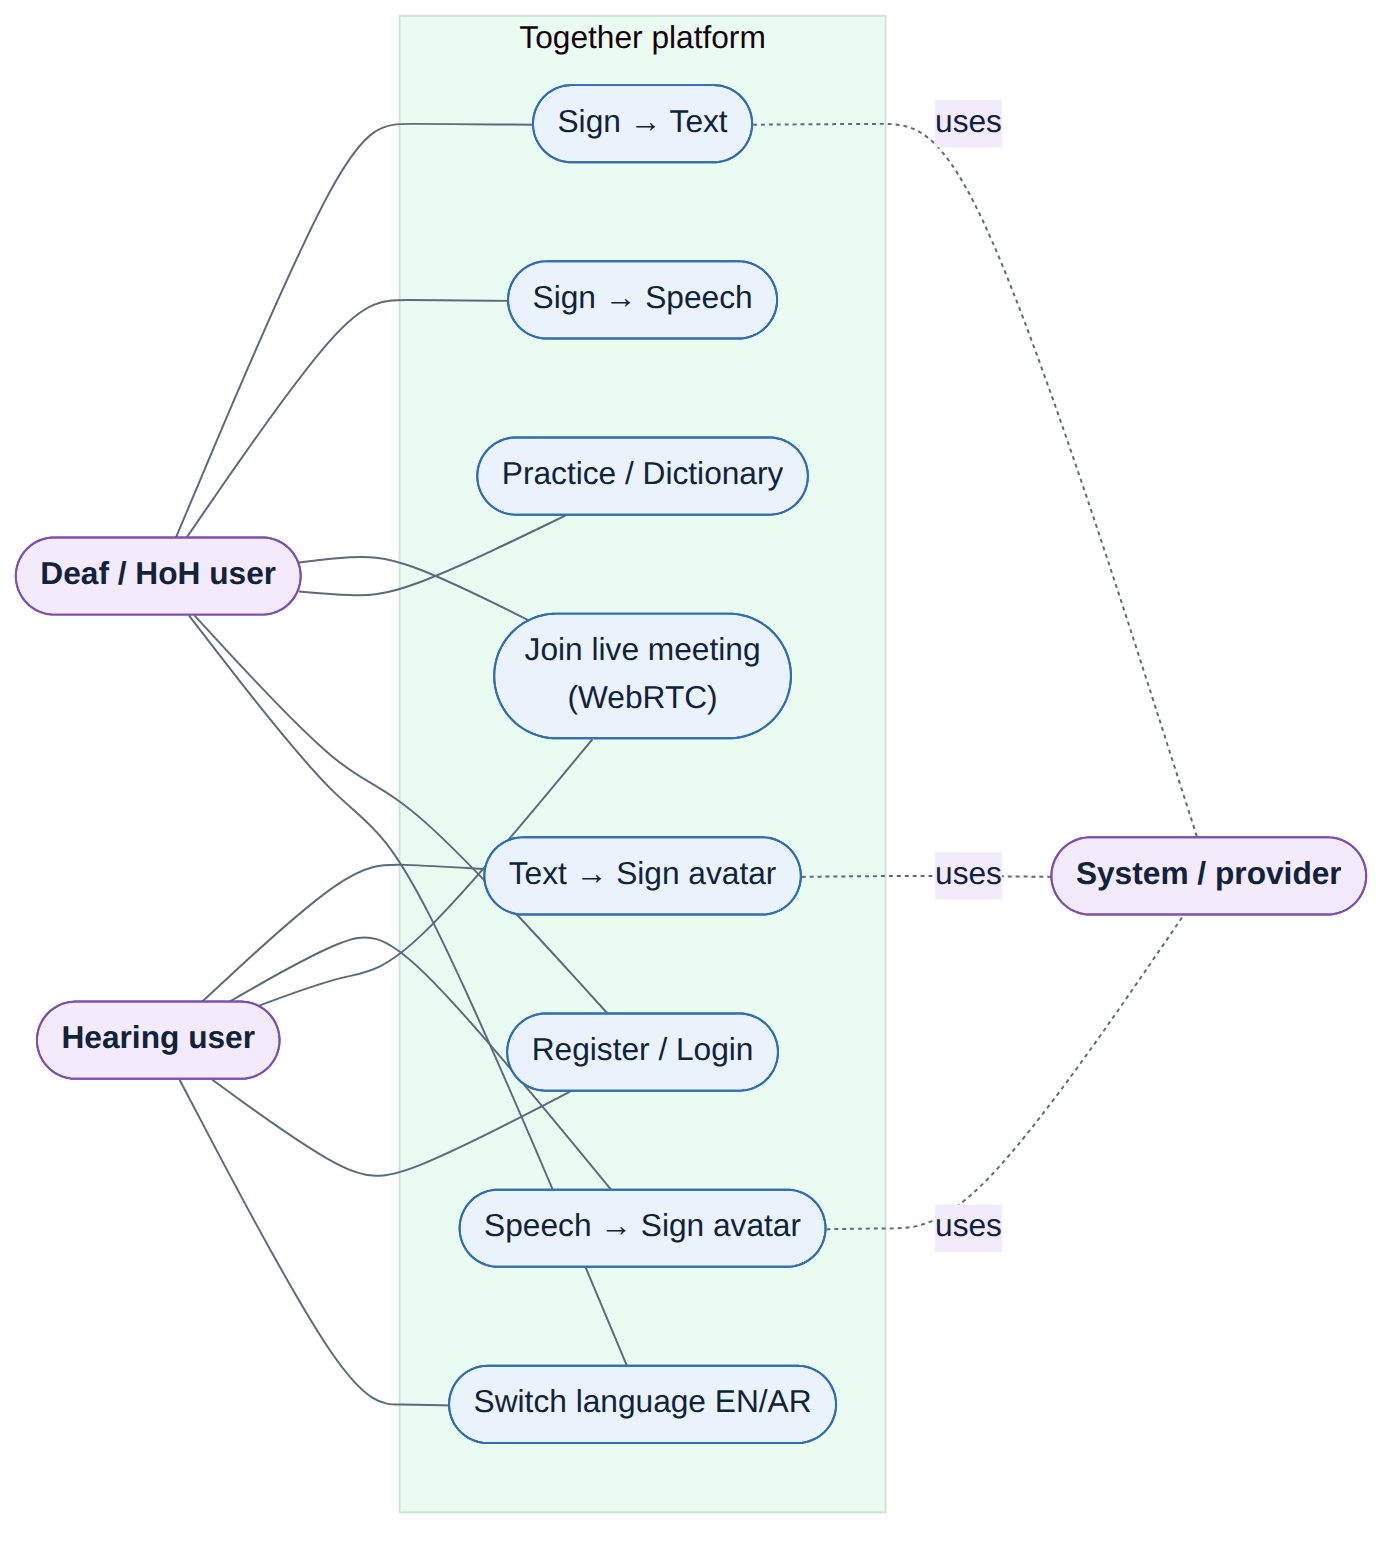 Together platform
Sign → Text
uses
Sign → Speech
Practice / Dictionary
Deaf / HoH user
Join live meeting
(WebRTC)
Text → Sign avatar
uses
System / provider
Hearing user
Register / Login
Speech → Sign avatar
uses
Switch language EN/AR